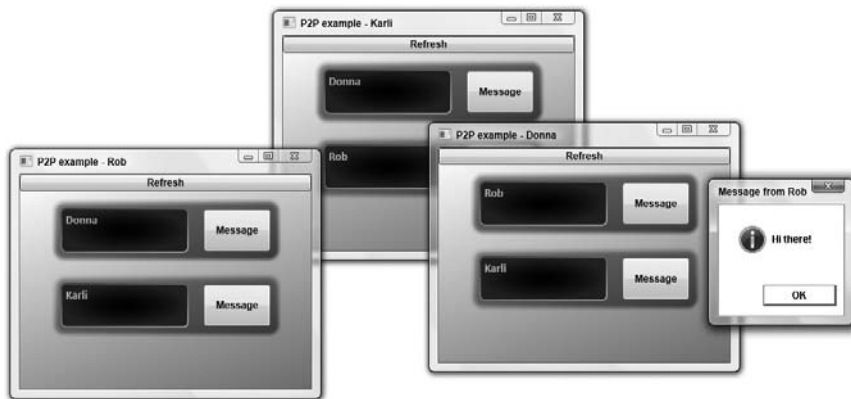 P2P example - Karli
Refresh
Donna
Message
Rob
P2P example - Donna
Refresh
Rob
Message
Karli
Message
P2P example - Rob
Refresh
Donna
Message
Karli
Message
Message from Rob
Hi there!
OK